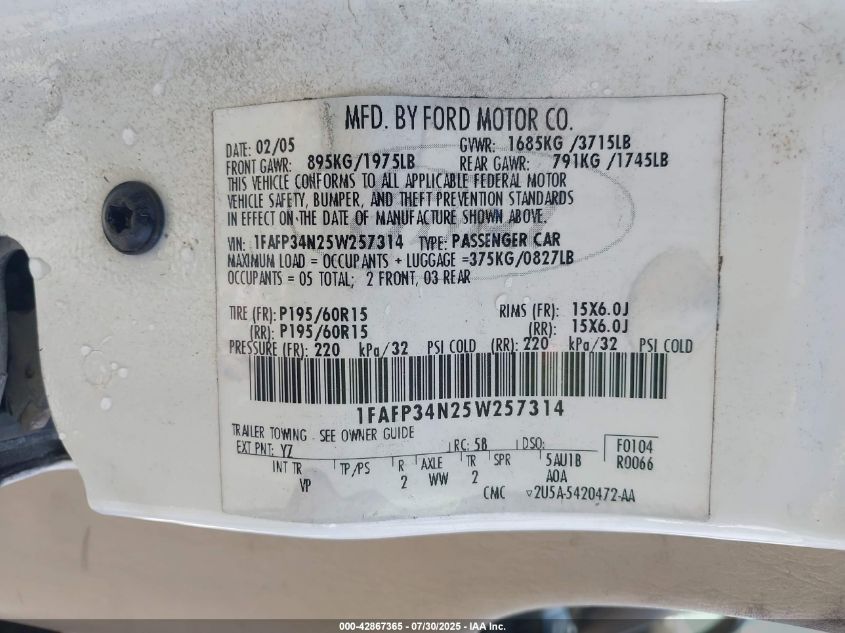 MFD. BY FORD MOTOR CO.
DATE: 02/05 GVWR: 1685KG /3715LB
FRONT GAWR: 895KG/1975LB REAR GAWR: 791KG /1745LB
THIS VEHICLE CONFORMS TO ALL APPLICABLE FEDERAL MOTOR
VEHICLE SAFETY, BUMPER, AND THEFT PREVENTION STANDARDS
IN EFFECT ON THE DATE OF MANUFACTURE SHOWN ABOVE.
VIN: 1FAFP34N25W257314 TYPE: PASSENGER CAR
MAXIMUM LOAD = OCCUPANTS + LUGGAGE =375KG/0827LB
OCCUPANTS = 05 TOTAL; 2 FRONT, 03 REAR
TIRE (FR): P195/60R15 RIMS (FR): 15X6.0J
(RR): P195/60R15 (RR): 15X6.0J
PRESSURE (FR): 220 kPa/32 PSI COLD (RR): 220 kPa/32 PSI COLD
1FAFP34N25W257314
TRAILER TOWING - SEE OWNER GUIDE
EXT PNT: YZ RC: 5B DSO: F0104
INT TR TP/PS R AXLE TR SPR 5AU1B R0066
VP 2 WW 2 A0A
CMC ▿2U5A-5420472-AA
000-42867365 - 07/30/2025 - IAA Inc.